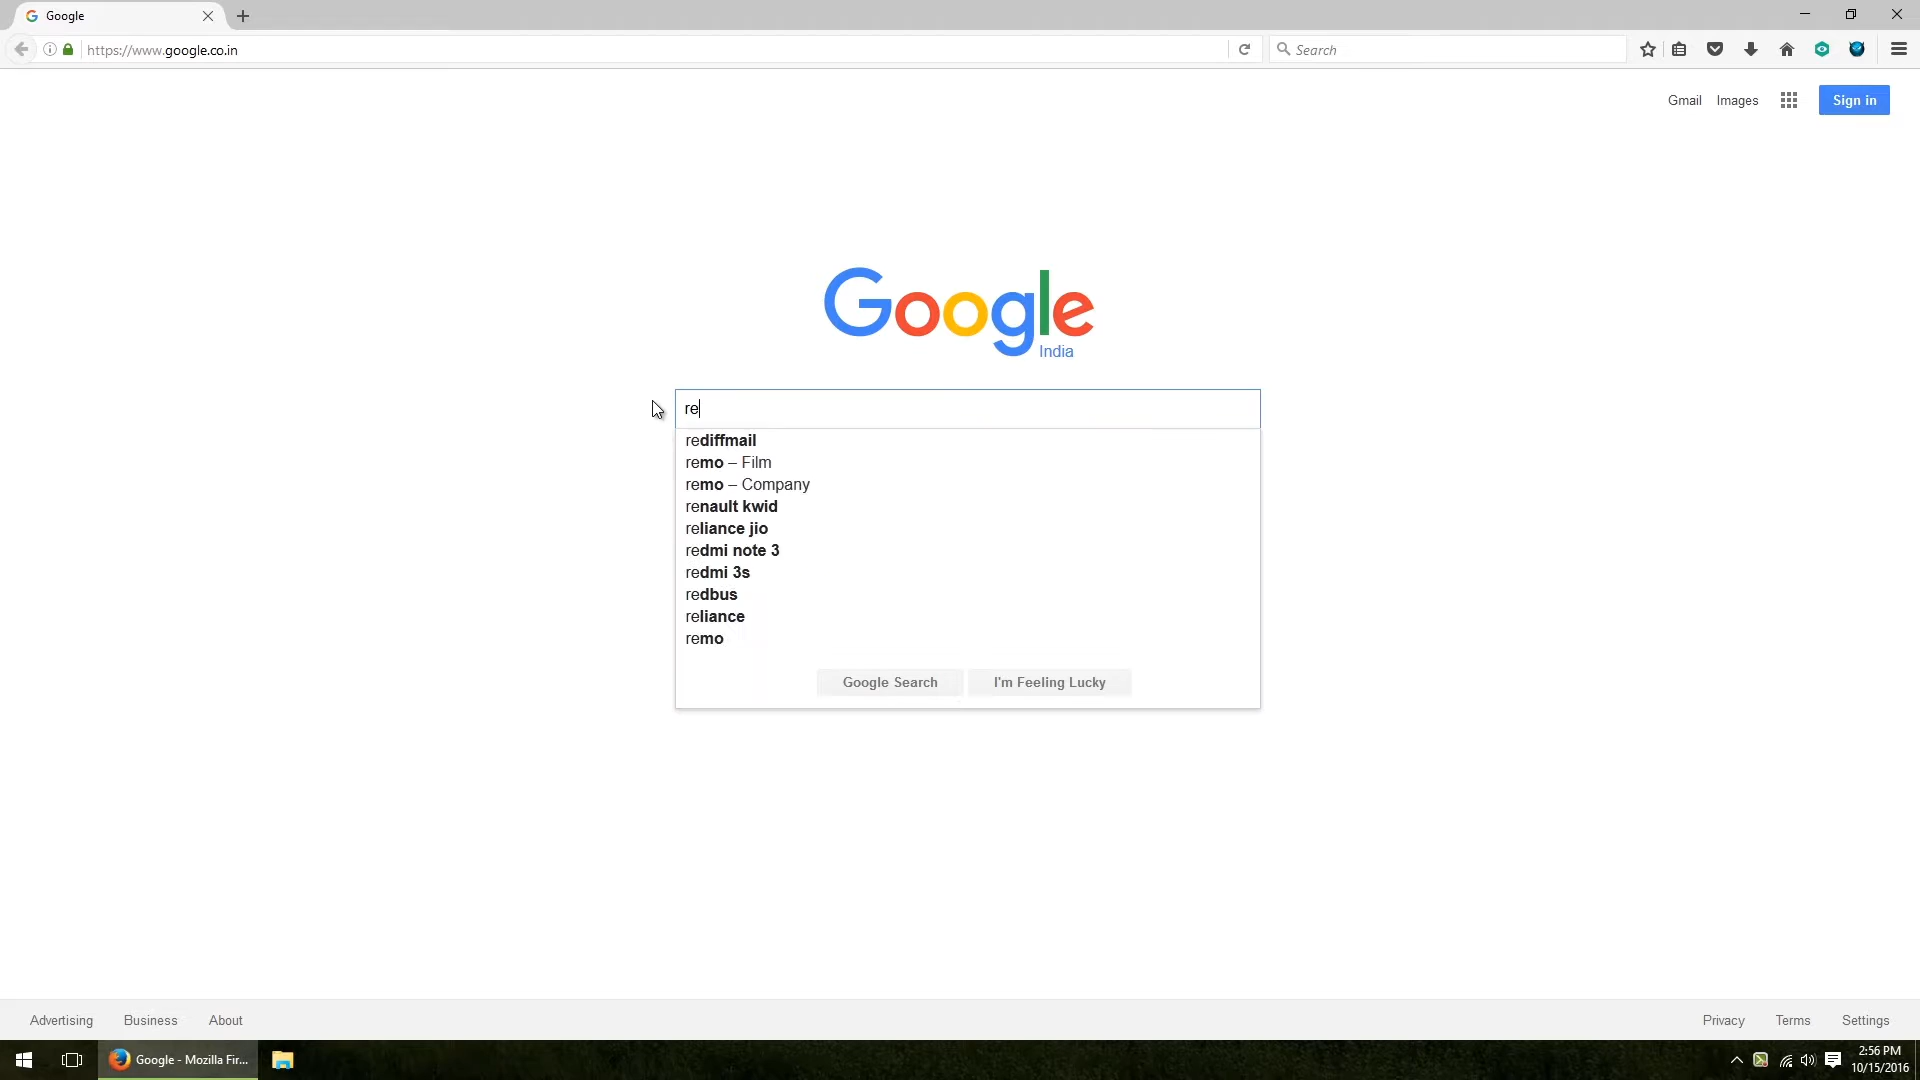 Google
https://www.google.co.in
Search
Gmail Images Sign in
Google
India
re
rediffmail
remo – Film
remo – Company
renault kwid
reliance jio
redmi note 3
redmi 3s
redbus
reliance
remo
Google Search I'm Feeling Lucky
Advertising Business About Privacy Terms Settings
Google - Mozilla Fir...
2:56 PM
10/15/2016